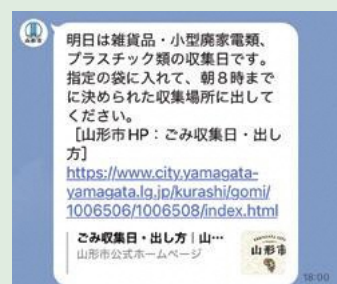 明日は雑貨品・小型廃家電類、
プラスチック類の収集日です。
指定の袋に入れて、朝８時まで
に決められた収集場所に出して
ください。
［山形市HP：ごみ収集日・出し
方］
https://www.city.yamagata-
yamagata.lg.jp/kurashi/gomi/
1006506/1006508/index.html
ごみ収集日・出し方｜山…
山形市公式ホームページ
山形市
18:00